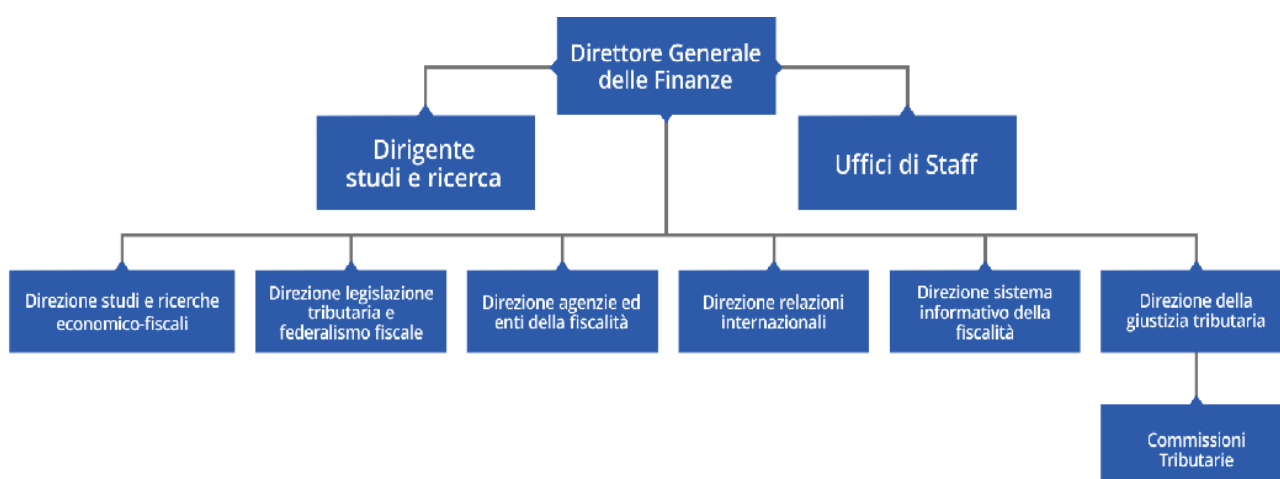 Direttore Generale
delle Finanze
Dirigente
studi e ricerca
Uffici di Staff
Direzione studi e ricerche
economico-fiscali
Direzione legislazione
tributaria e
federalismo fiscale
Direzione agenzie ed
enti della fiscalità
Direzione relazioni
internazionali
Direzione sistema
informativo della
fiscalità
Direzione della
giustizia tributaria
Commissioni
Tributarie